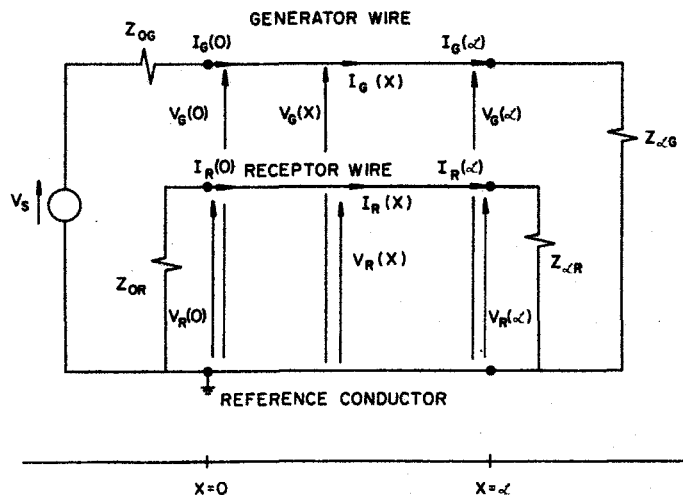 GENERATOR WIRE
Z_OG
I_G(0)
I_G(𝓛)
I_G(X)
V_G(0)
V_G(X)
V_G(𝓛)
Z_𝓛G
I_R(0)
RECEPTOR WIRE
I_R(𝓛)
V_S
I_R(X)
Z_OR
V_R(X)
Z_𝓛R
V_R(0)
V_R(𝓛)
REFERENCE CONDUCTOR
X=0
X=𝓛